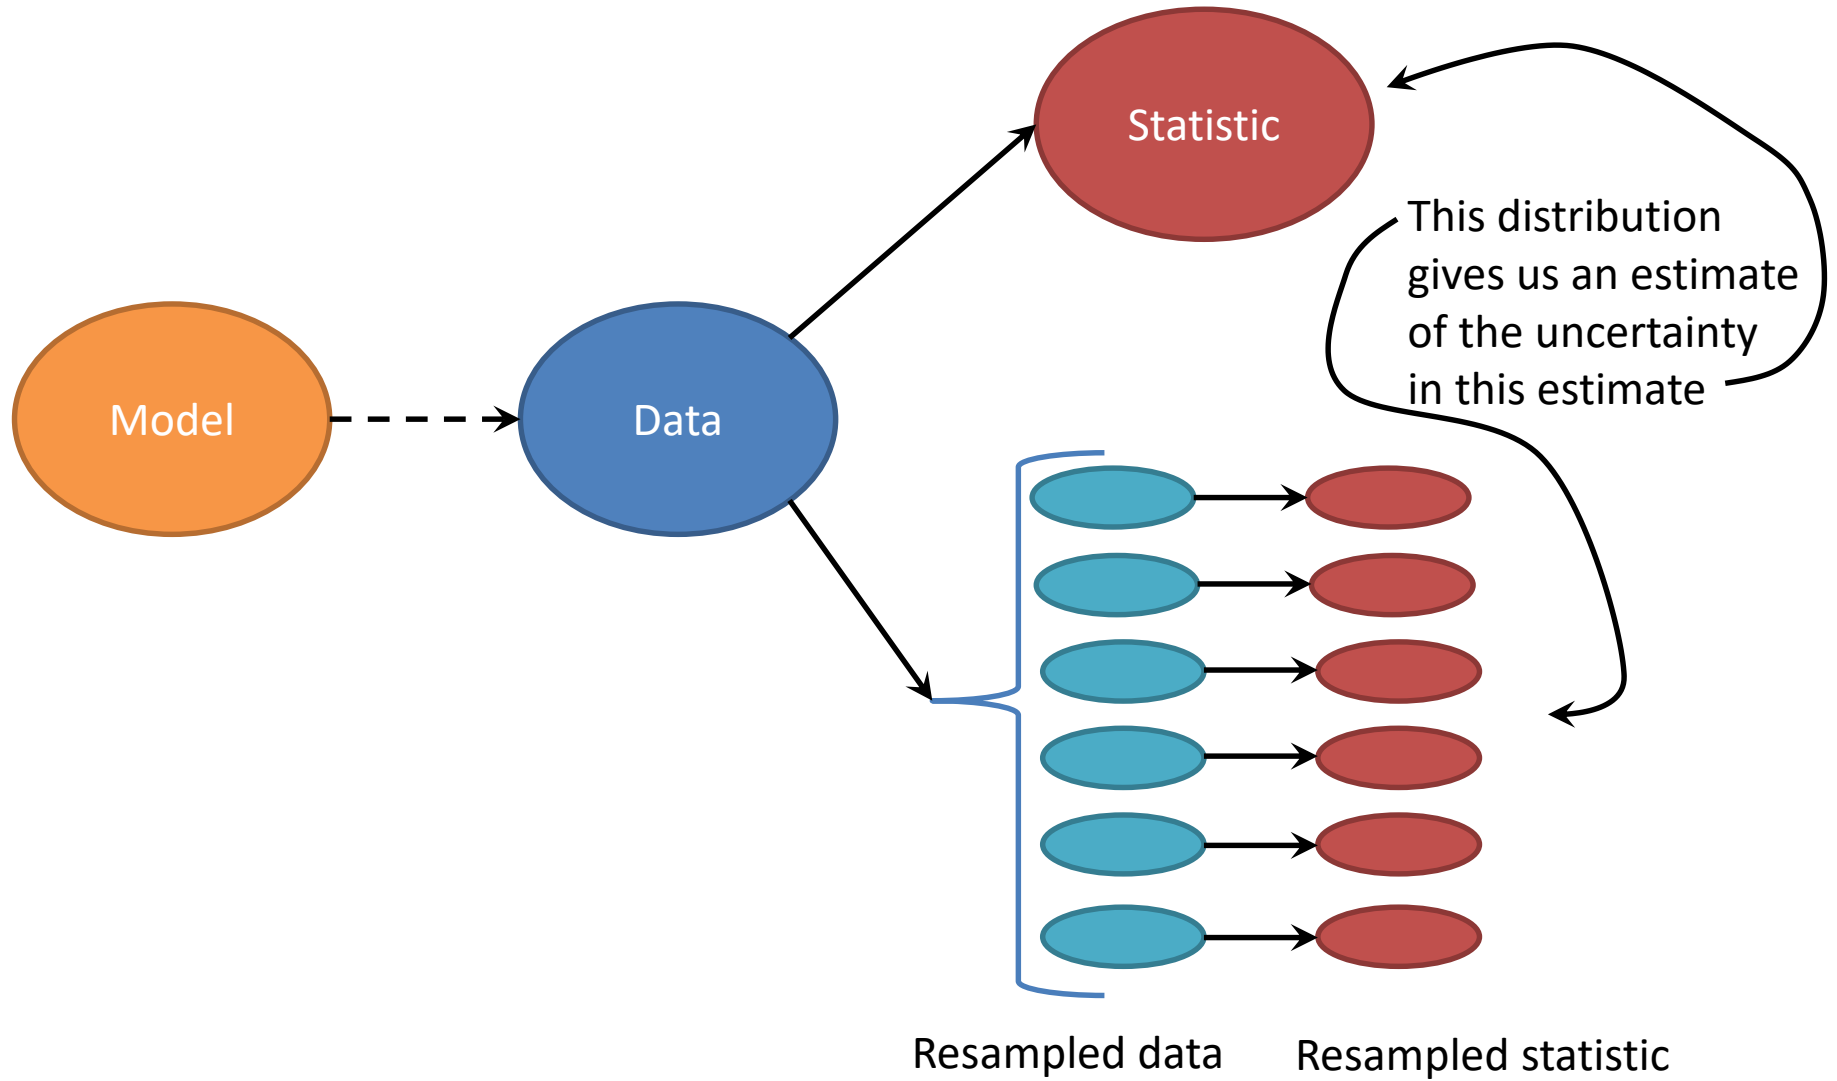 Statistic
This distribution
gives us an estimate
of the uncertainty
in this estimate
Model
Data
Resampled data
Resampled statistic